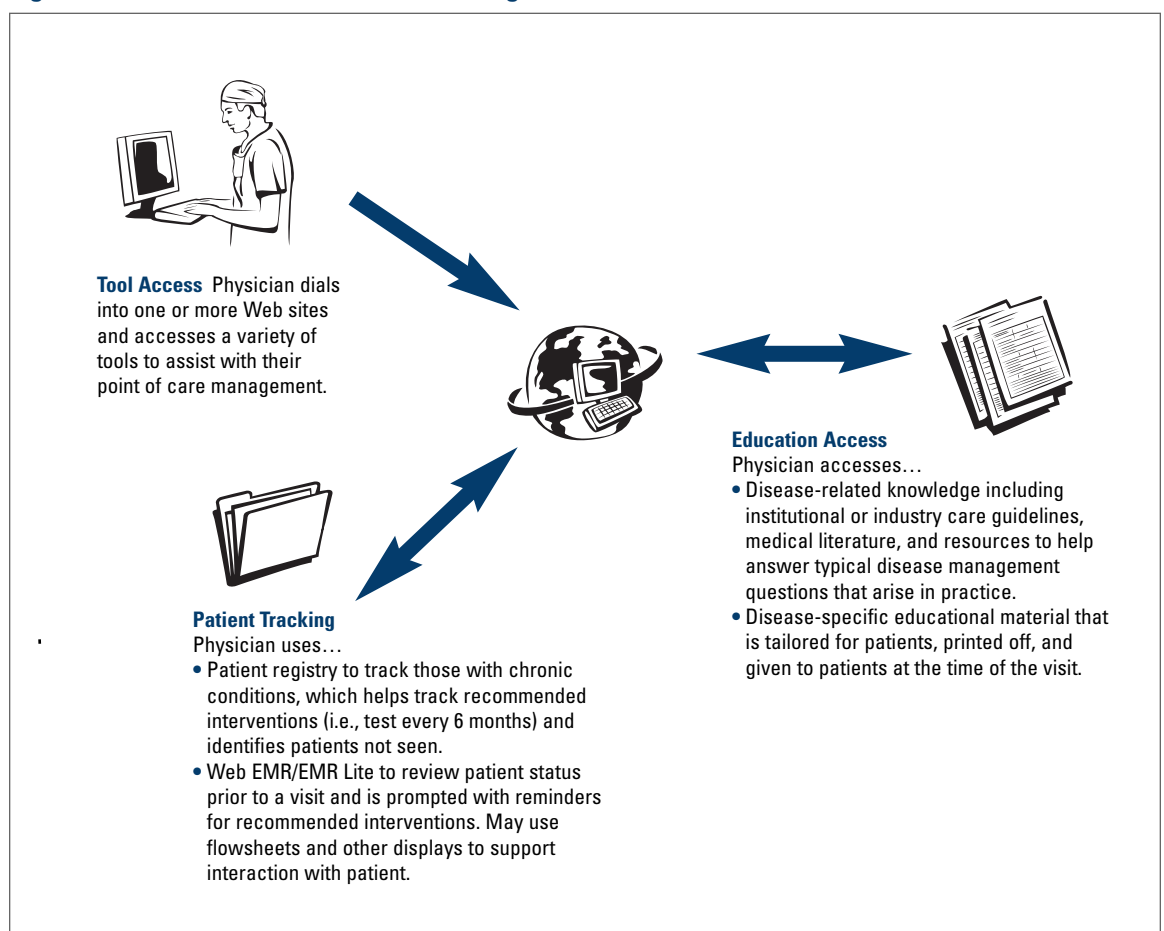 Tool Access Physician dials
into one or more Web sites
and accesses a variety of
tools to assist with their
point of care management.
Education Access
Physician accesses…
• Disease-related knowledge including
institutional or industry care guidelines,
medical literature, and resources to help
answer typical disease management
questions that arise in practice.
• Disease-specific educational material that
is tailored for patients, printed off, and
given to patients at the time of the visit.
Patient Tracking
Physician uses…
• Patient registry to track those with chronic
conditions, which helps track recommended
interventions (i.e., test every 6 months) and
identifies patients not seen.
• Web EMR/EMR Lite to review patient status
prior to a visit and is prompted with reminders
for recommended interventions. May use
flowsheets and other displays to support
interaction with patient.